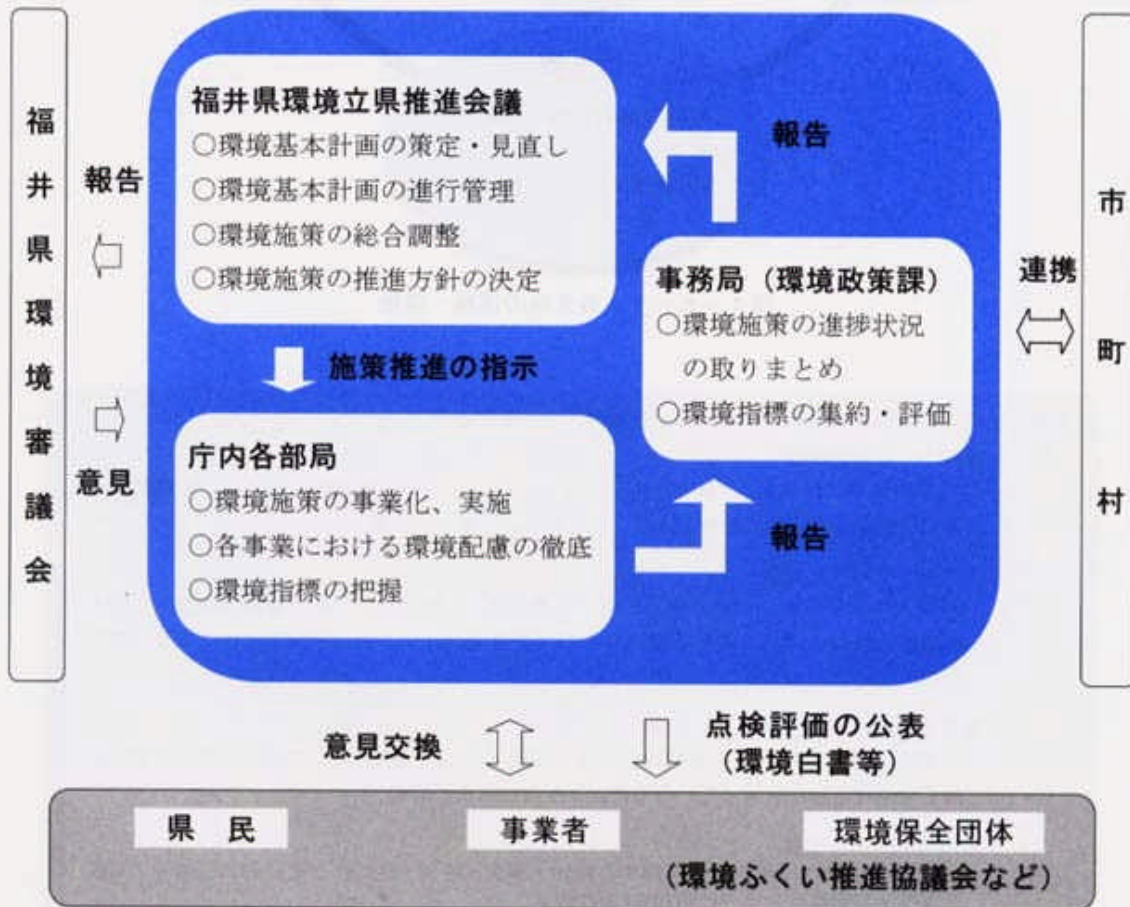 福井県環境審議会
報告
意見
福井県環境立県推進会議
○環境基本計画の策定・見直し
○環境基本計画の進行管理
○環境施策の総合調整
○環境施策の推進方針の決定
報告
施策推進の指示
事務局（環境政策課）
○環境施策の進捗状況
の取りまとめ
○環境指標の集約・評価
庁内各部局
○環境施策の事業化、実施
○各事業における環境配慮の徹底
○環境指標の把握
報告
連携
市町村
意見交換
点検評価の公表
（環境白書等）
県　民
事業者
環境保全団体
（環境ふくい推進協議会など）